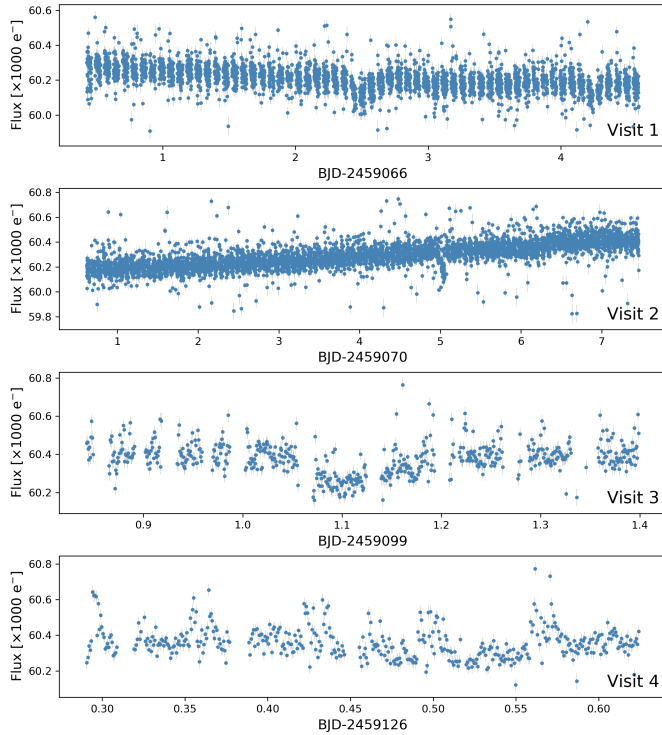 60.6
60.4
60.2
60.0
Flux [×1000 e⁻]
Visit 1
1 2 3 4
BJD-2459066
60.8
60.6
60.4
60.2
60.0
59.8
Flux [×1000 e⁻]
Visit 2
1 2 3 4 5 6 7
BJD-2459070
60.8
60.6
60.4
60.2
Flux [×1000 e⁻]
Visit 3
0.9 1.0 1.1 1.2 1.3 1.4
BJD-2459099
60.8
60.6
60.4
60.2
Flux [×1000 e⁻]
Visit 4
0.30 0.35 0.40 0.45 0.50 0.55 0.60
BJD-2459126